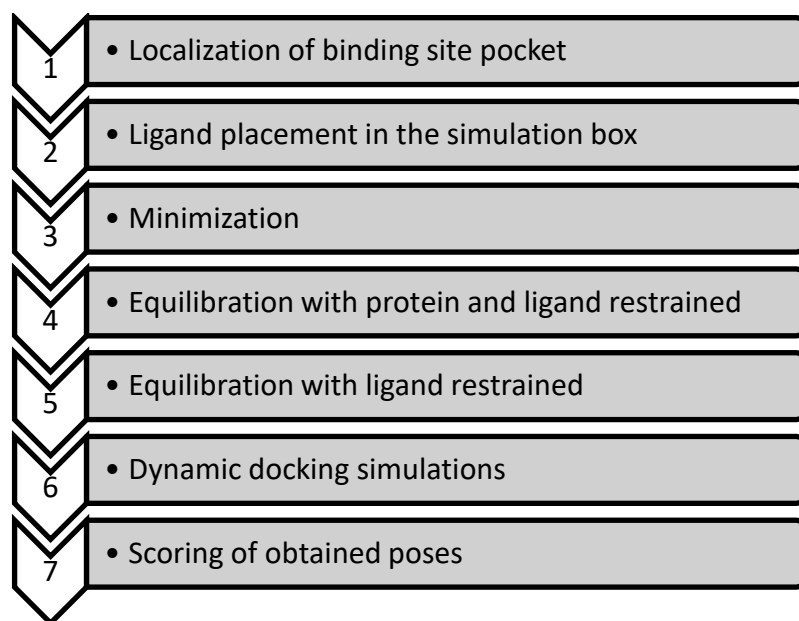 1 • Localization of binding site pocket
2 • Ligand placement in the simulation box
3 • Minimization
4 • Equilibration with protein and ligand restrained
5 • Equilibration with ligand restrained
6 • Dynamic docking simulations
7 • Scoring of obtained poses